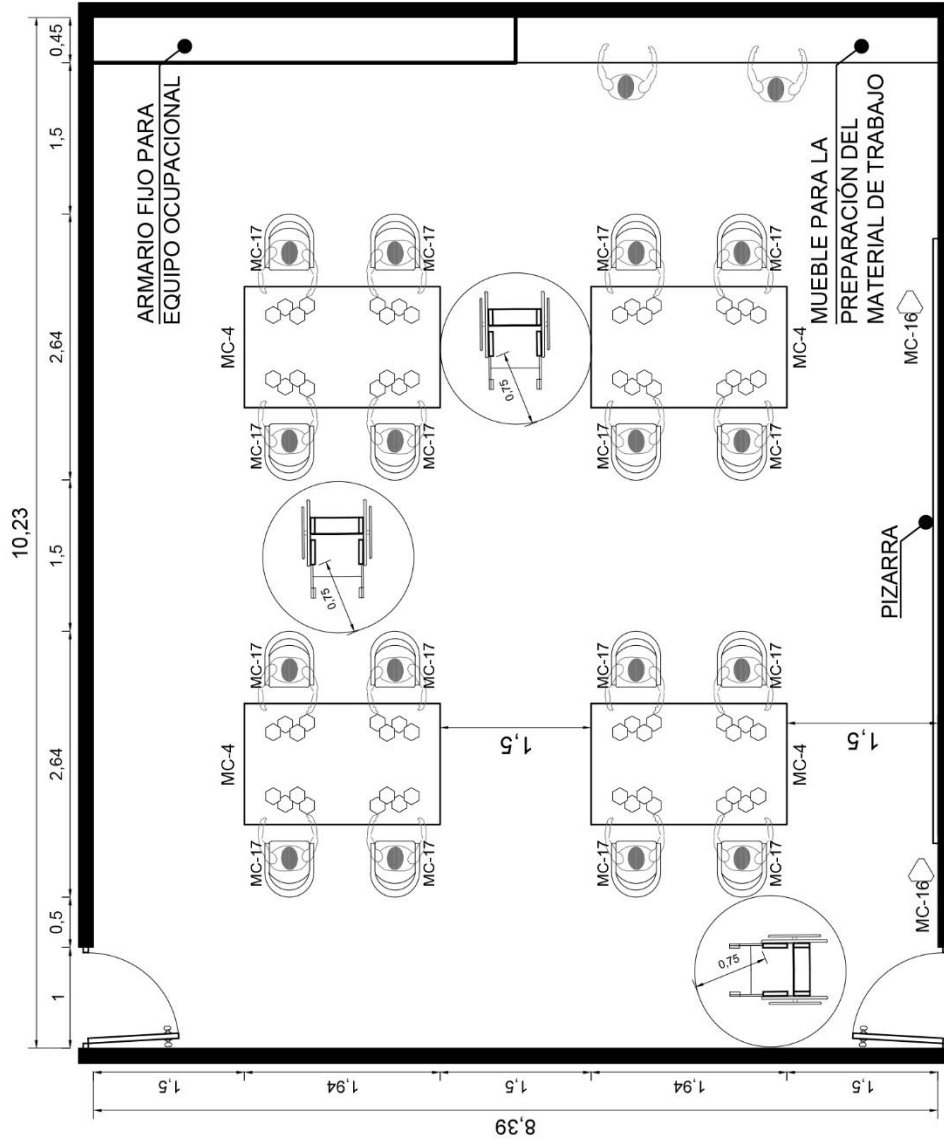 10,23
1
0,5
2,64
1,5
2,64
1,5
0,45
ARMARIO FIJO PARA
EQUIPO OCUPACIONAL
MC-4
MC-4
MC-17
MC-17
MC-17
MC-17
MC-17
MC-17
MC-17
MC-17
0,75
0,75
1,5
MC-17
MC-17
MC-17
MC-17
MC-17
MC-17
MC-17
MC-17
MC-4
MC-4
0,75
1,5
MUEBLE PARA LA
PREPARACION DEL
MATERIAL DE TRABAJO
PIZARRA
MC-16
MC-16
1,5
1,94
1,5
1,94
1,5
8,39